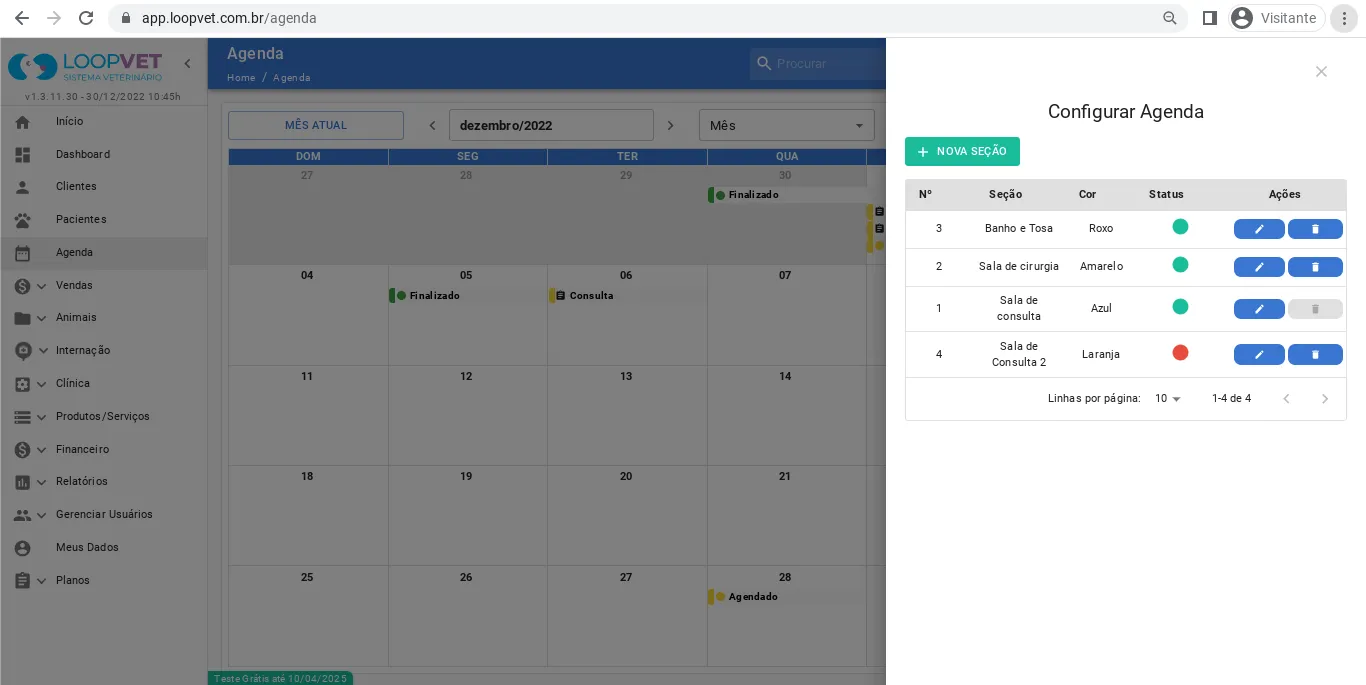 app.loopvet.com.br/agenda
Visitante
LOOPVET
SISTEMA VETERINÁRIO
v1.3.11.30 - 30/12/2022 10:45h
Início
Dashboard
Clientes
Pacientes
Agenda
Vendas
Animais
Internação
Clínica
Produtos/Serviços
Financeiro
Relatórios
Gerenciar Usuários
Meus Dados
Planos
Agenda
Home / Agenda
Procurar
MÊS ATUAL
dezembro/2022
Mês
DOM SEG TER QUA
27 28 29 30
Finalizado
04 05 06 07
Finalizado Consulta
11 12 13 14
18 19 20 21
25 26 27 28
Agendado
Teste Grátis até 10/04/2025
Configurar Agenda
+ NOVA SEÇÃO
Nº Seção Cor Status Ações
3 Banho e Tosa Roxo
2 Sala de cirurgia Amarelo
1 Sala de consulta Azul
4 Sala de Consulta 2 Laranja
Linhas por página: 10 1-4 de 4